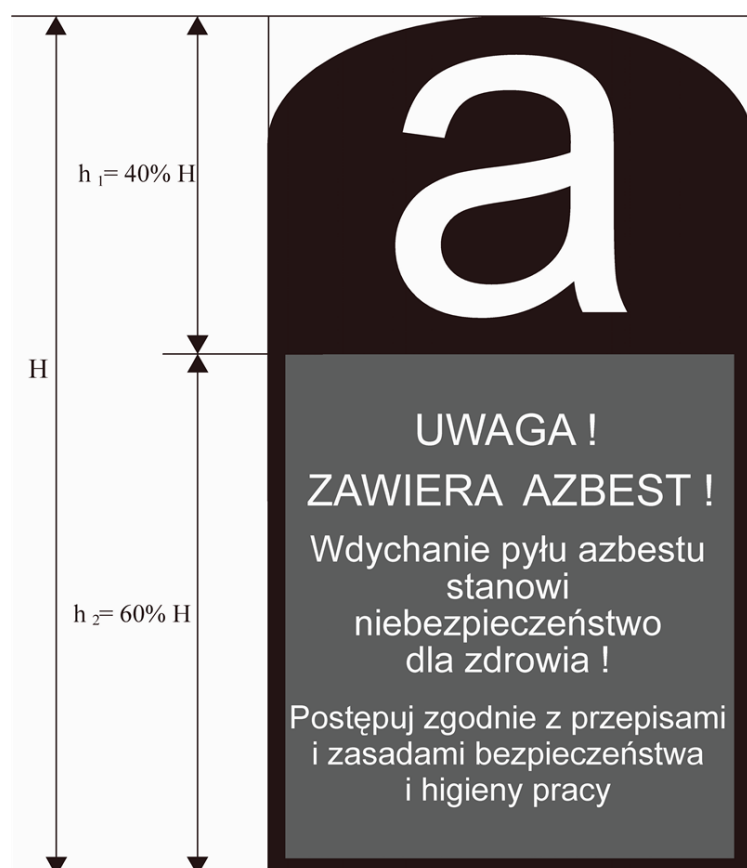 a
h 1= 40% H
H
UWAGA !
ZAWIERA AZBEST !
Wdychanie pyłu azbestu
stanowi
niebezpieczeństwo
dla zdrowia !
h 2= 60% H
Postępuj zgodnie z przepisami
i zasadami bezpieczeństwa
i higieny pracy